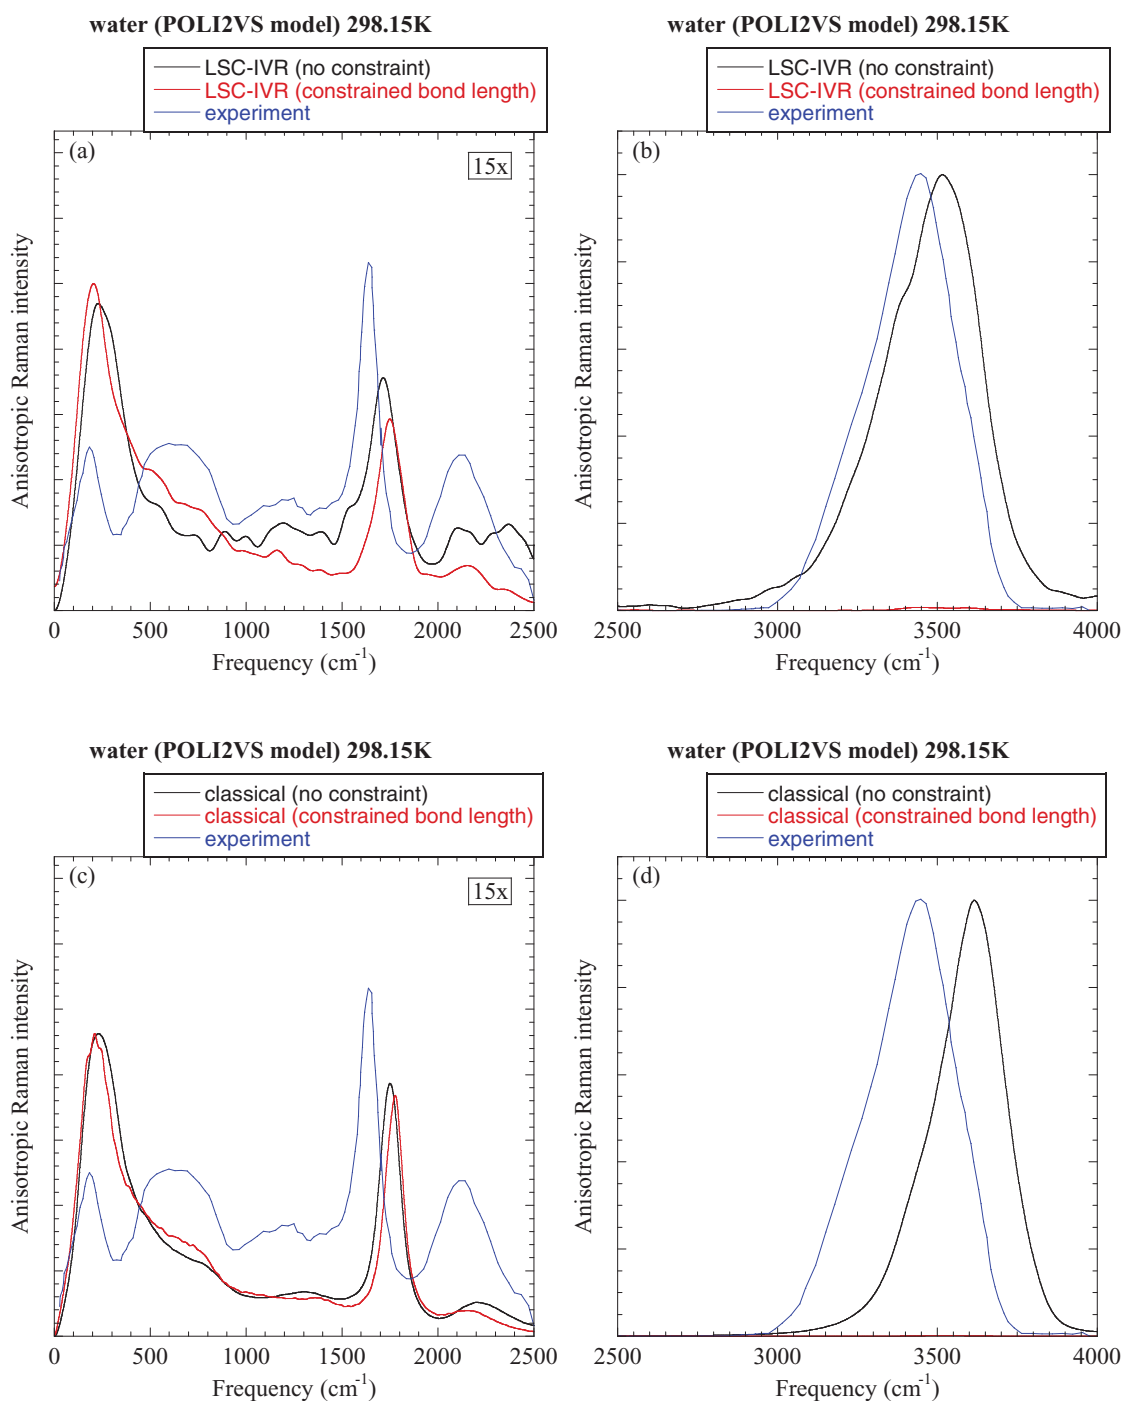 water (POLI2VS model) 298.15K
LSC-IVR (no constraint)
LSC-IVR (constrained bond length)
experiment
(a)
15x
Anisotropic Raman intensity
0 500 1000 1500 2000 2500
Frequency (cm-1)
water (POLI2VS model) 298.15K
LSC-IVR (no constraint)
LSC-IVR (constrained bond length)
experiment
(b)
Anisotropic Raman intensity
2500 3000 3500 4000
Frequency (cm-1)
water (POLI2VS model) 298.15K
classical (no constraint)
classical (constrained bond length)
experiment
(c)
15x
Anisotropic Raman intensity
0 500 1000 1500 2000 2500
Frequency (cm-1)
water (POLI2VS model) 298.15K
classical (no constraint)
classical (constrained bond length)
experiment
(d)
Anisotropic Raman intensity
2500 3000 3500 4000
Frequency (cm-1)